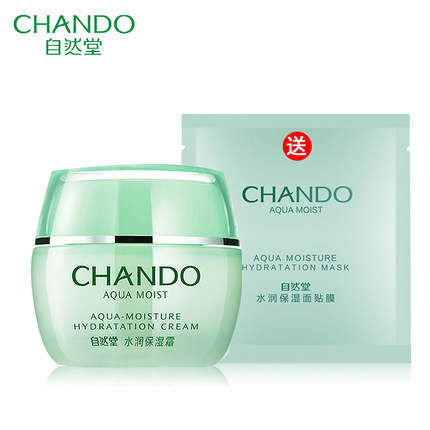 CHANDO
自然堂
送
CHANDO
AQUA MOIST
AQUA-MOISTURE
HYDRATATION MASK
自然堂
水润保湿面贴膜
CHANDO
AQUA MOIST
AQUA-MOISTURE
HYDRATATION CREAM
自然堂 水润保湿霜